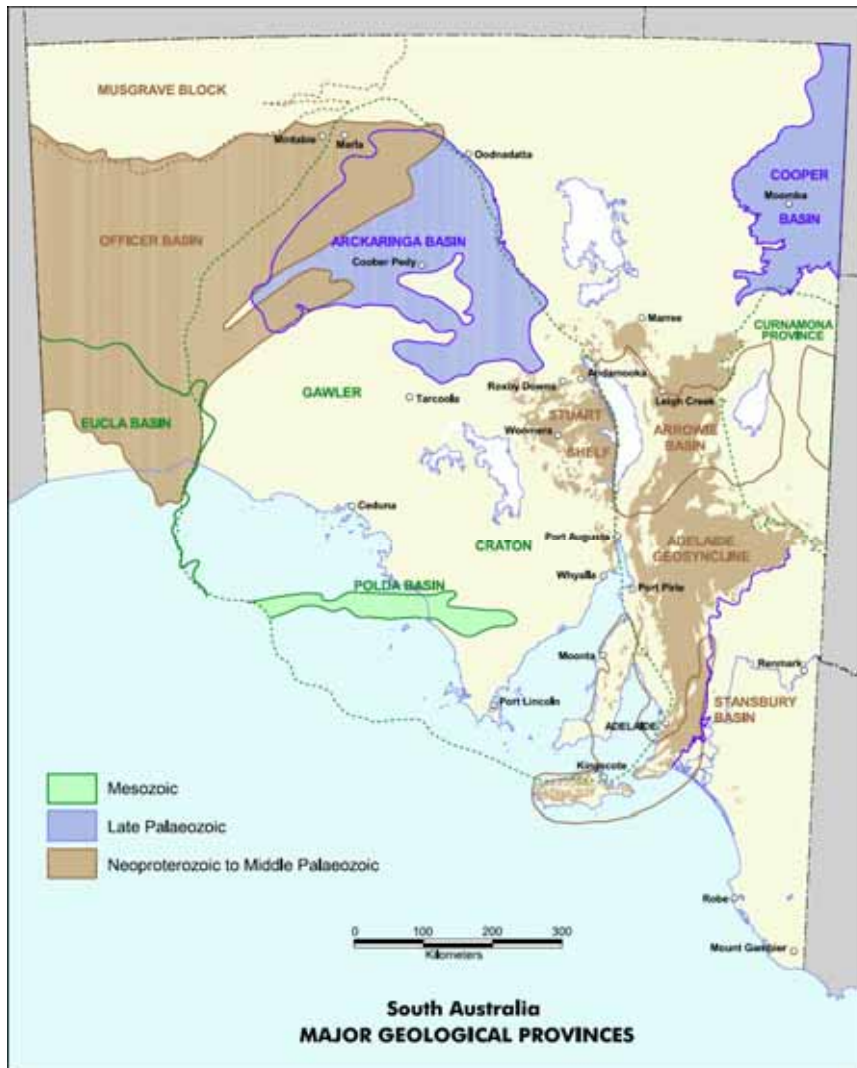 MUSGRAVE BLOCK
Mintabie
Marla
Oodnadatta
COOPER
Moomba
BASIN
OFFICER BASIN
ARCKARINGA BASIN
Coober Pedy
Marree
CURNAMONA
PROVINCE
Andamooka
Roxby Downs
GAWLER
Tarcoola
Leigh Creek
EUCLA BASIN
STUART
ARROWIE
BASIN
Woomera
SHELF
Ceduna
Port Augusta
CRATON
ADELAIDE
GEOSYNCLINE
Whyalla
POLDA BASIN
Port Pirie
Moonta
Renmark
STANSBURY
BASIN
Port Lincoln
ADELAIDE
Kingscote
Mesozoic
Late Palaeozoic
Neoproterozoic to Middle Palaeozoic
Robe
0 100 200 300
Kilometers
Mount Gambier
South Australia
MAJOR GEOLOGICAL PROVINCES